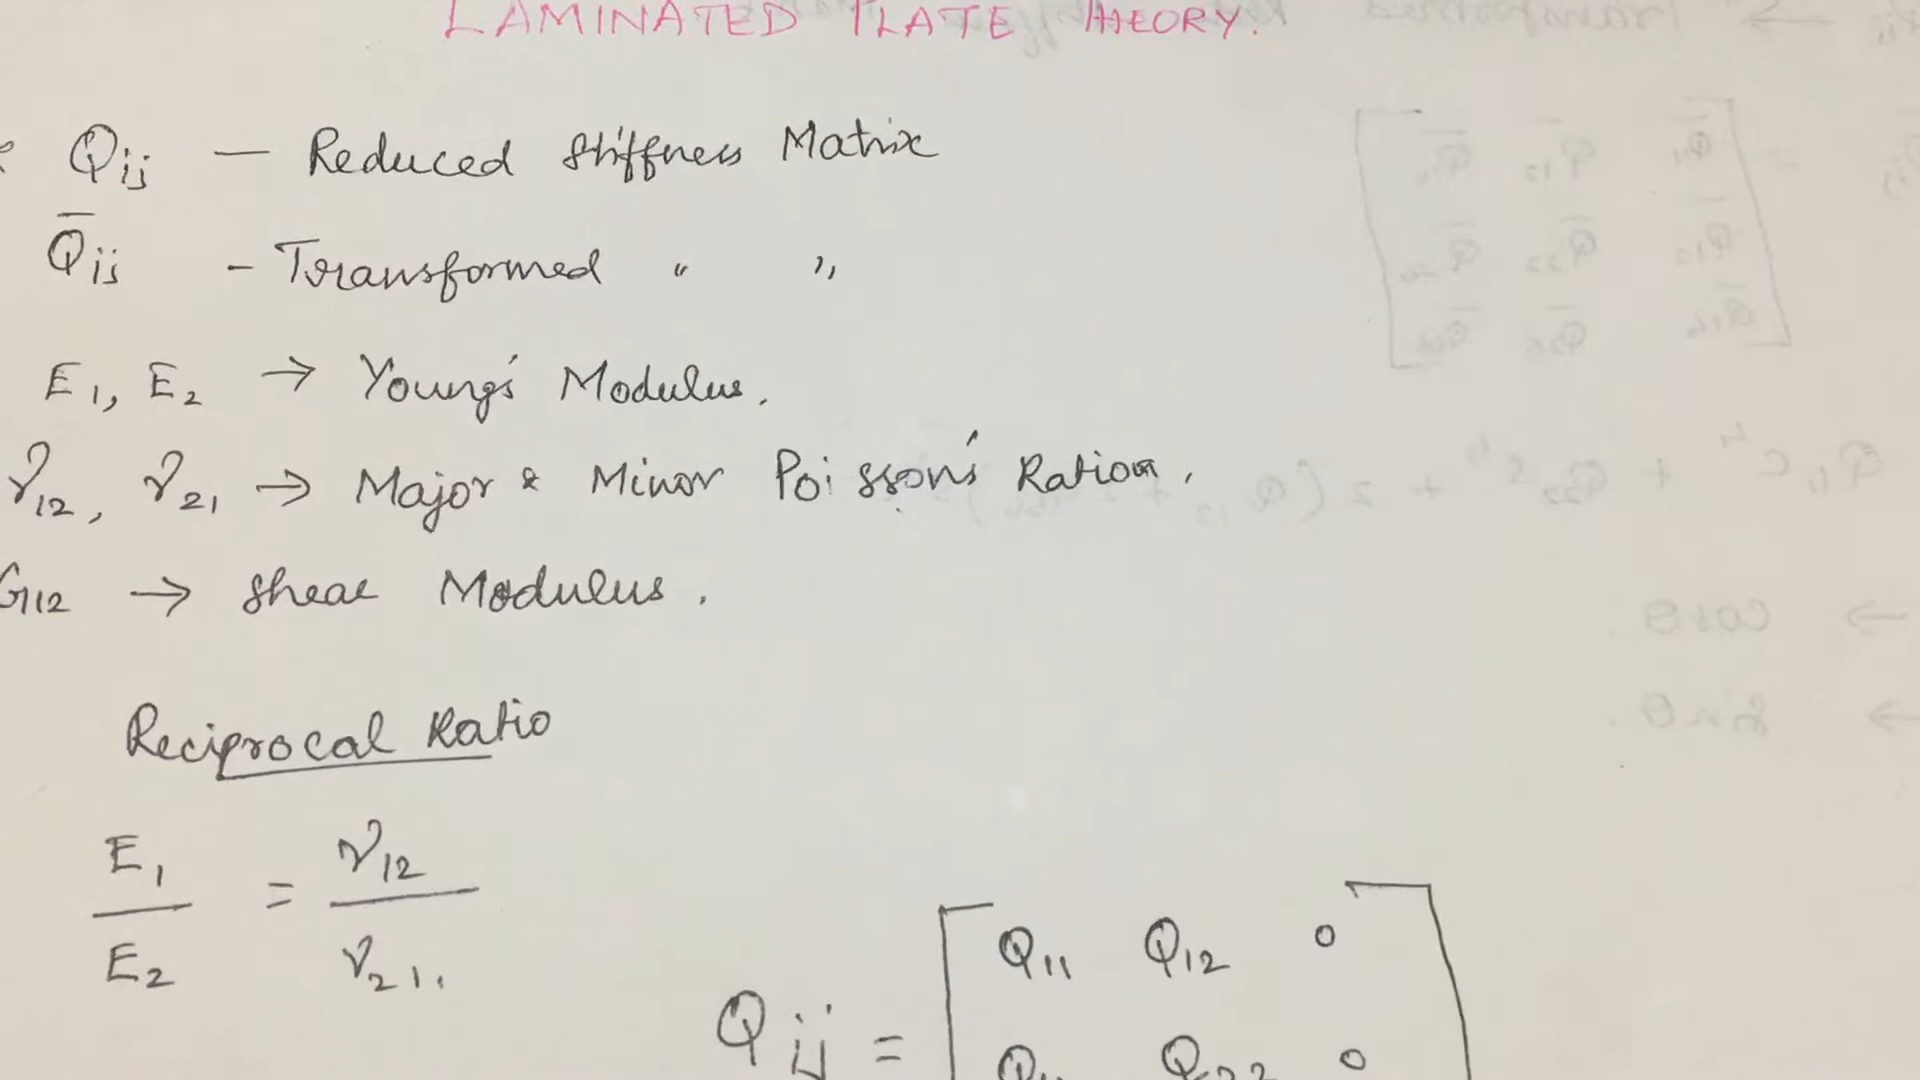 LAMINATED PLATE THEORY.
Qij — Reduced Stiffness Matrix
Q̄ij - Transformed " "
E1, E2 → Young's Modulus.
ν12, ν21 → Major & Minor Poisson's Ration.
G12 → Shear Modulus.
Reciprocal Ratio
E1 / E2 = ν12 / ν21.
Qij = [ Q11 Q12 0
Q22 0